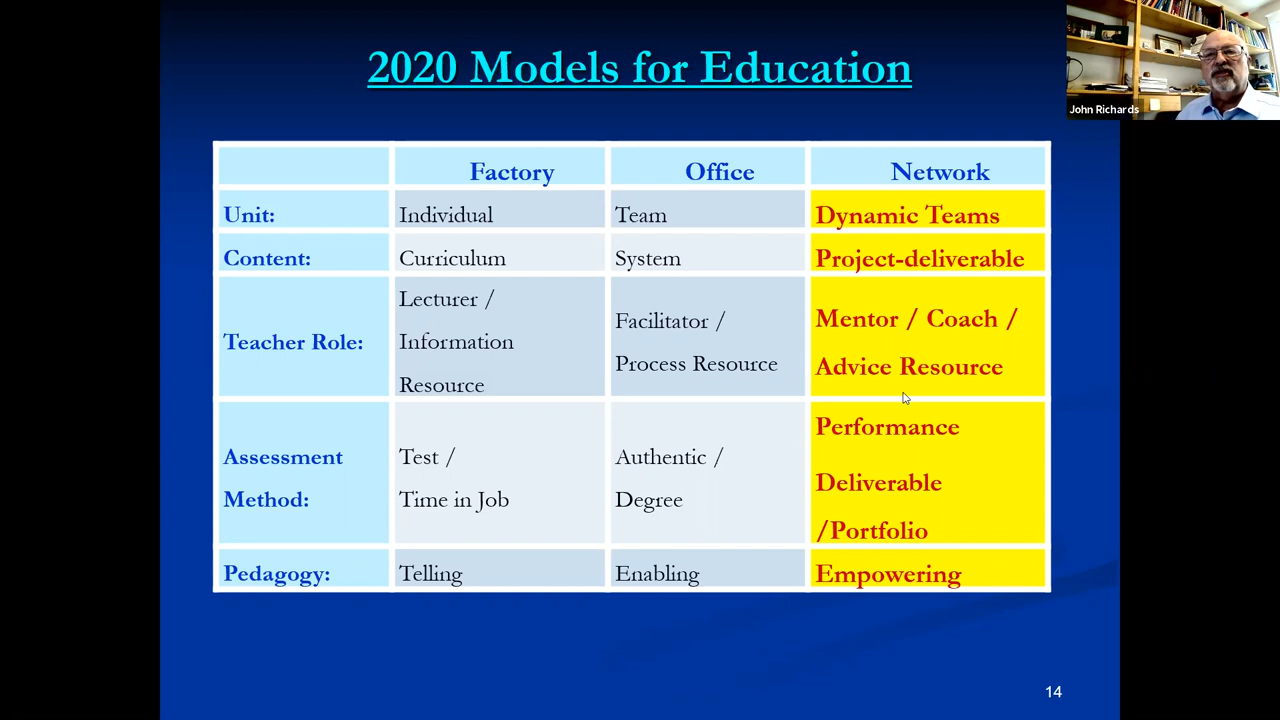 2020 Models for Education
John Richards
Factory Office Network
Unit: Individual Team Dynamic Teams
Content: Curriculum System Project-deliverable
Teacher Role:
Lecturer /
Information
Resource
Facilitator /
Process Resource
Mentor / Coach /
Advice Resource
Assessment
Method:
Test /
Time in Job
Authentic /
Degree
Performance
Deliverable
/Portfolio
Pedagogy: Telling Enabling Empowering
14